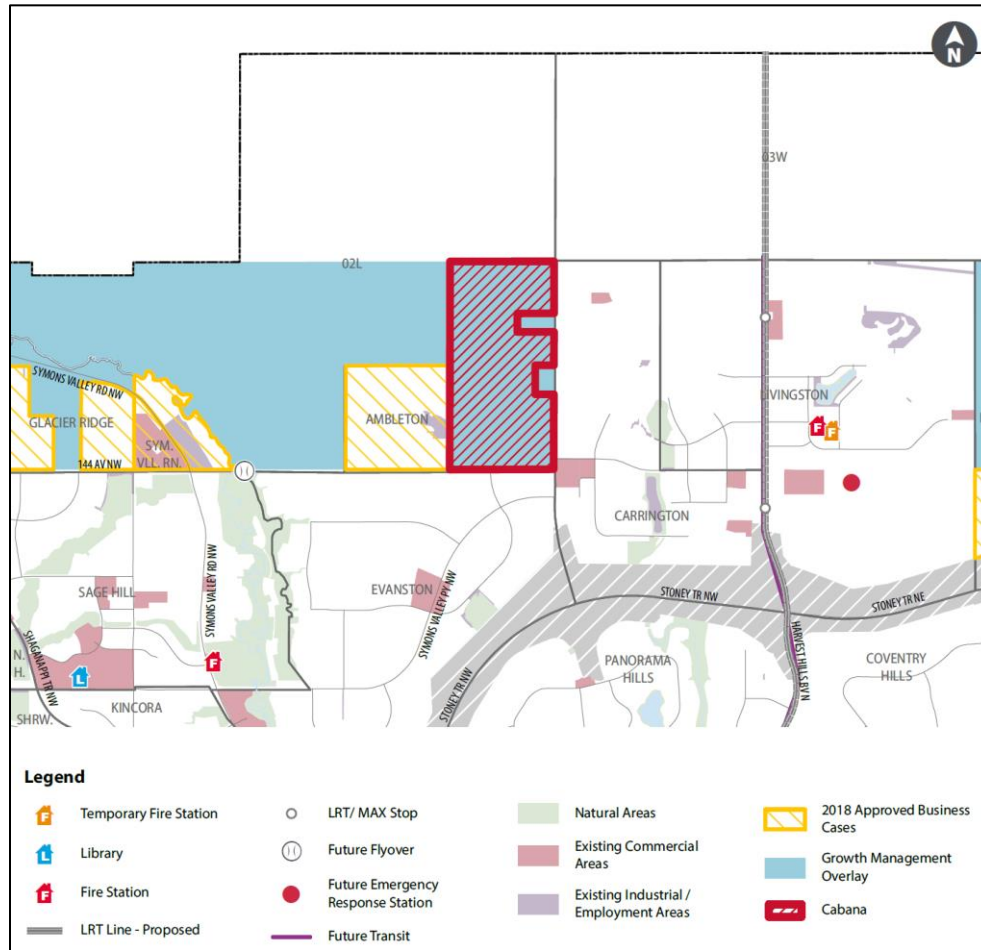 N
03W
02L
SYMONS VALLEY RD NW
GLACIER RIDGE
SYM.
VLL. RN.
144 AV NW
AMBLETON
LIVINGSTON
F
F
CARRINGTON
SAGE HILL
SYMONS VALLEY RD NW
EVANSTON
SYMONS VALLEY PY NW
STONEY TR NW
STONEY TR NE
SHAGANAPPI TR NW
N.
H.
L
F
STONEY TR NW
PANORAMA
HILLS
HARVEST HILLS BV N
COVENTRY
HILLS
SHRW.
KINCORA
Legend
F
Temporary Fire Station
L
Library
F
Fire Station
LRT Line - Proposed
LRT/ MAX Stop
Future Flyover
Future Emergency
Response Station
Future Transit
Natural Areas
Existing Commercial
Areas
Existing Industrial /
Employment Areas
2018 Approved Business
Cases
Growth Management
Overlay
Cabana